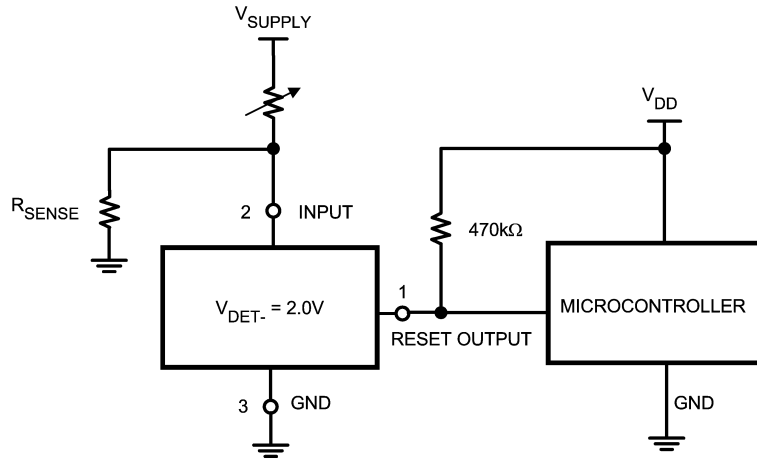 VSUPPLY
VDD
RSENSE
2 INPUT
470kΩ
VDET- = 2.0V
1
RESET OUTPUT
MICROCONTROLLER
3 GND
GND